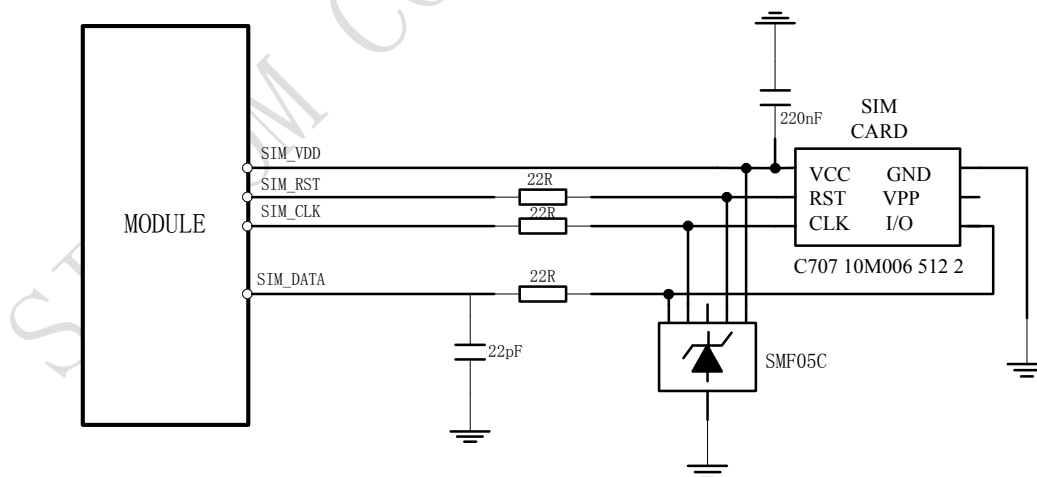 220nF
SIM
CARD
SIM_VDD
SIM_RST
SIM_CLK
SIM_DATA
22R
22R
22R
MODULE
VCC GND
RST VPP
CLK I/O
C707 10M006 512 2
22pF
SMF05C